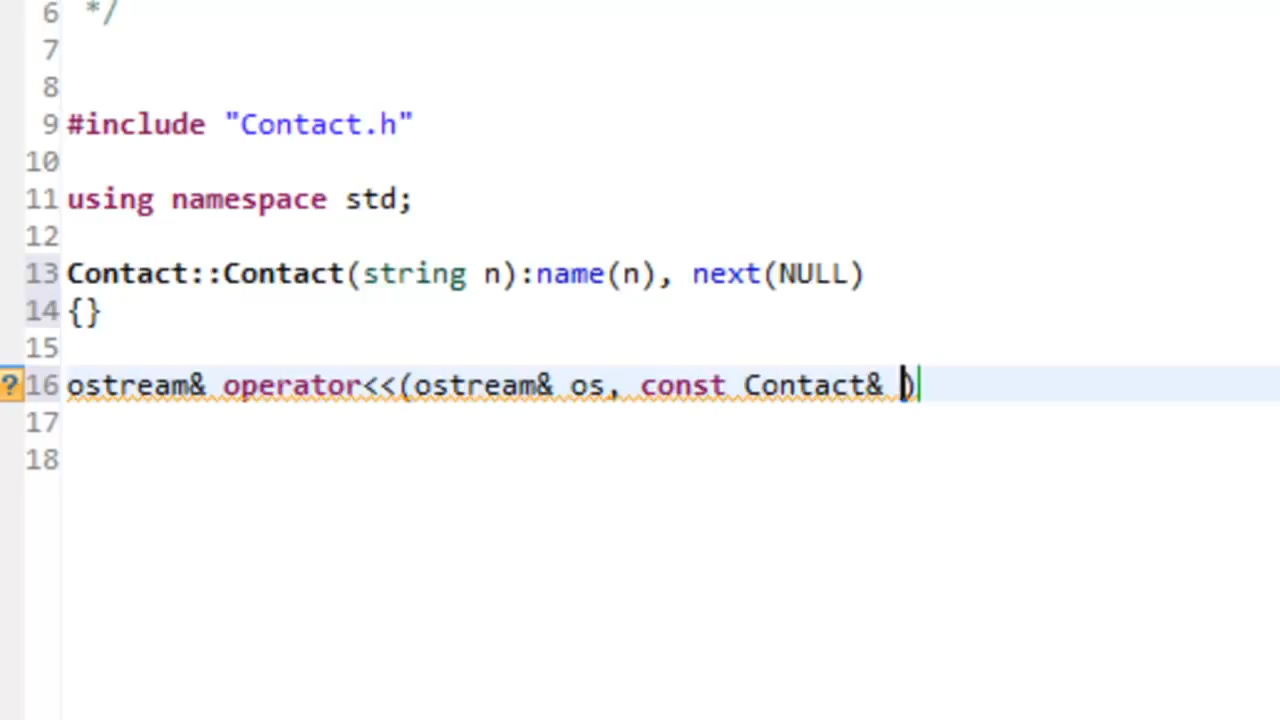 6 */
7
8
9 #include "Contact.h"
10
11 using namespace std;
12
13 Contact::Contact(string n):name(n), next(NULL)
14 {}
15
? 16 ostream& operator<<(ostream& os, const Contact& )
17
18